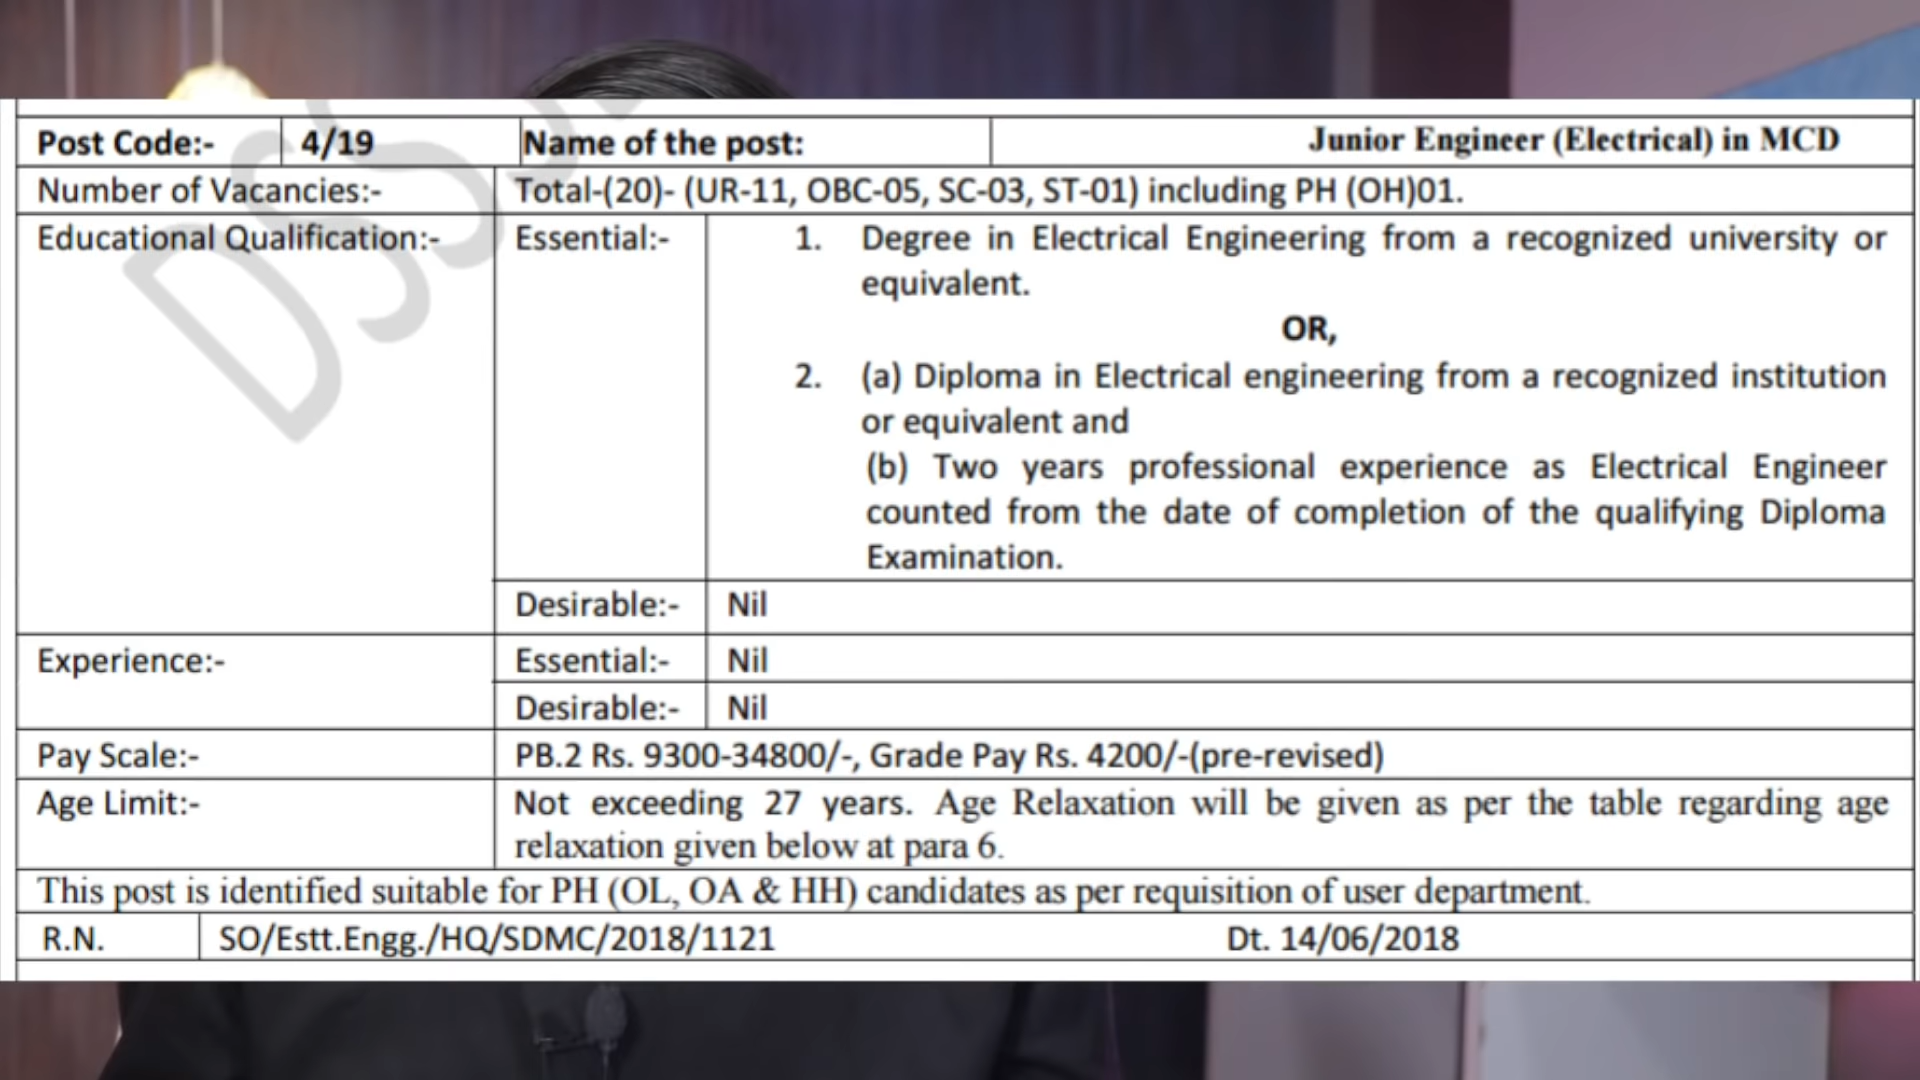 DSS
Post Code:- 4/19 Name of the post: Junior Engineer (Electrical) in MCD
Number of Vacancies:- Total-(20)- (UR-11, OBC-05, SC-03, ST-01) including PH (OH)01.
Educational Qualification:- Essential:- 1. Degree in Electrical Engineering from a recognized university or
equivalent.
OR,
2. (a) Diploma in Electrical engineering from a recognized institution
or equivalent and
(b) Two years professional experience as Electrical Engineer
counted from the date of completion of the qualifying Diploma
Examination.
Desirable:- Nil
Experience:- Essential:- Nil
Desirable:- Nil
Pay Scale:- PB.2 Rs. 9300-34800/-, Grade Pay Rs. 4200/-(pre-revised)
Age Limit:- Not exceeding 27 years. Age Relaxation will be given as per the table regarding age
relaxation given below at para 6.
This post is identified suitable for PH (OL, OA & HH) candidates as per requisition of user department.
R.N. SO/Estt.Engg./HQ/SDMC/2018/1121 Dt. 14/06/2018